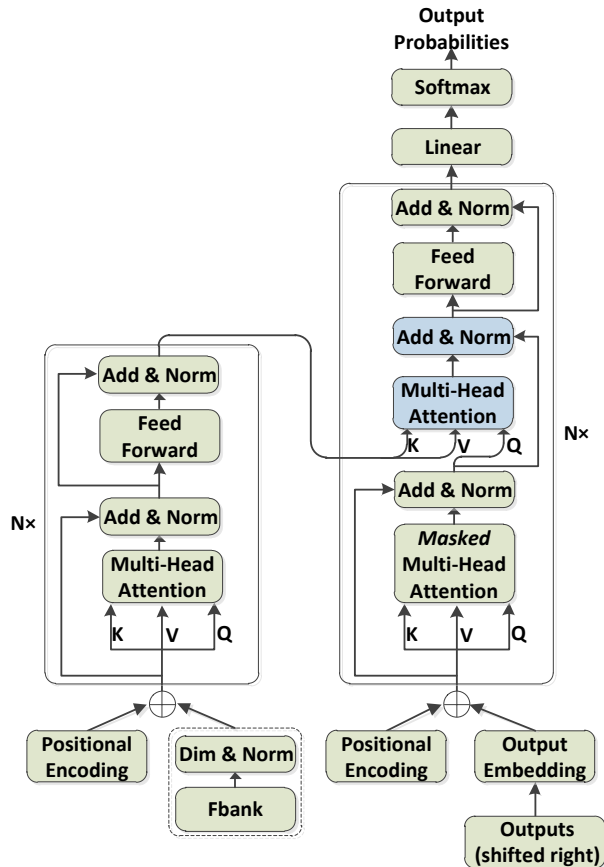 Output
Probabilities
Softmax
Linear
Add & Norm
Feed
Forward
Add & Norm
Multi-Head
Attention
K
V
Q
N×
Add & Norm
Masked
Multi-Head
Attention
K
V
Q
Positional
Encoding
Output
Embedding
Outputs
(shifted right)
Add & Norm
Feed
Forward
N×
Add & Norm
Multi-Head
Attention
K
V
Q
Positional
Encoding
Dim & Norm
Fbank